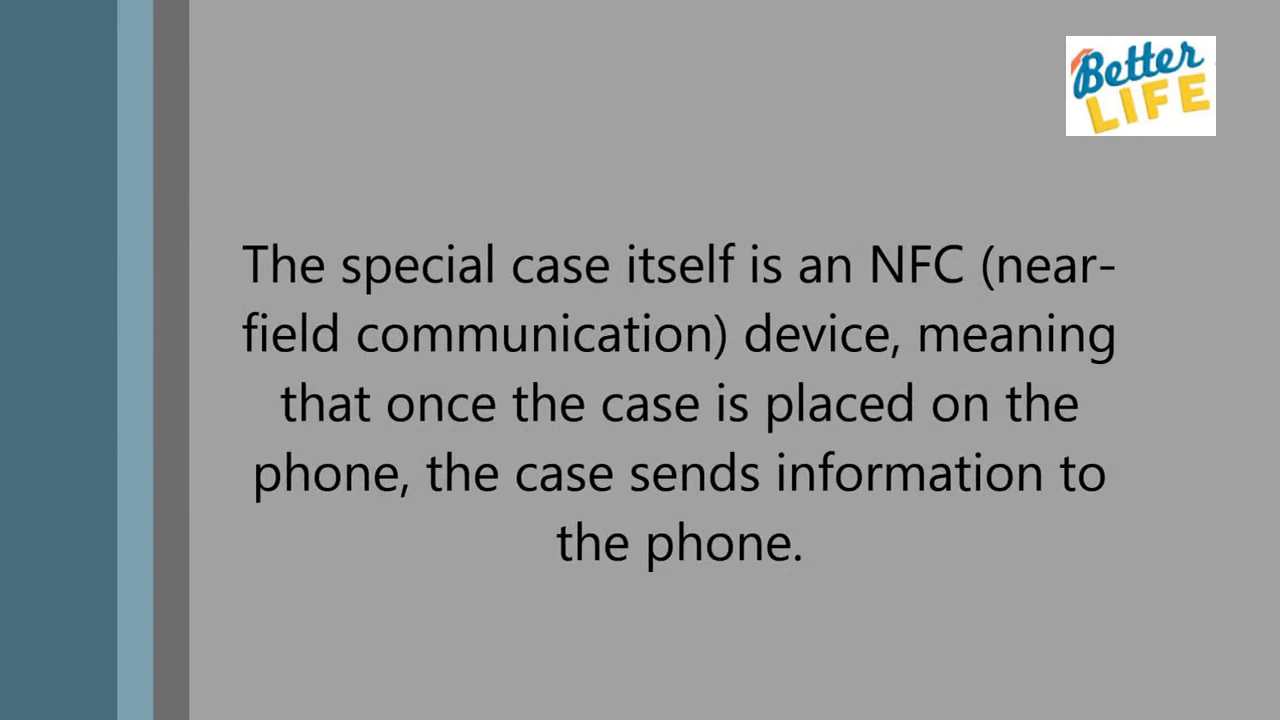 Better
LIFE
The special case itself is an NFC (near-
field communication) device, meaning
that once the case is placed on the
phone, the case sends information to
the phone.